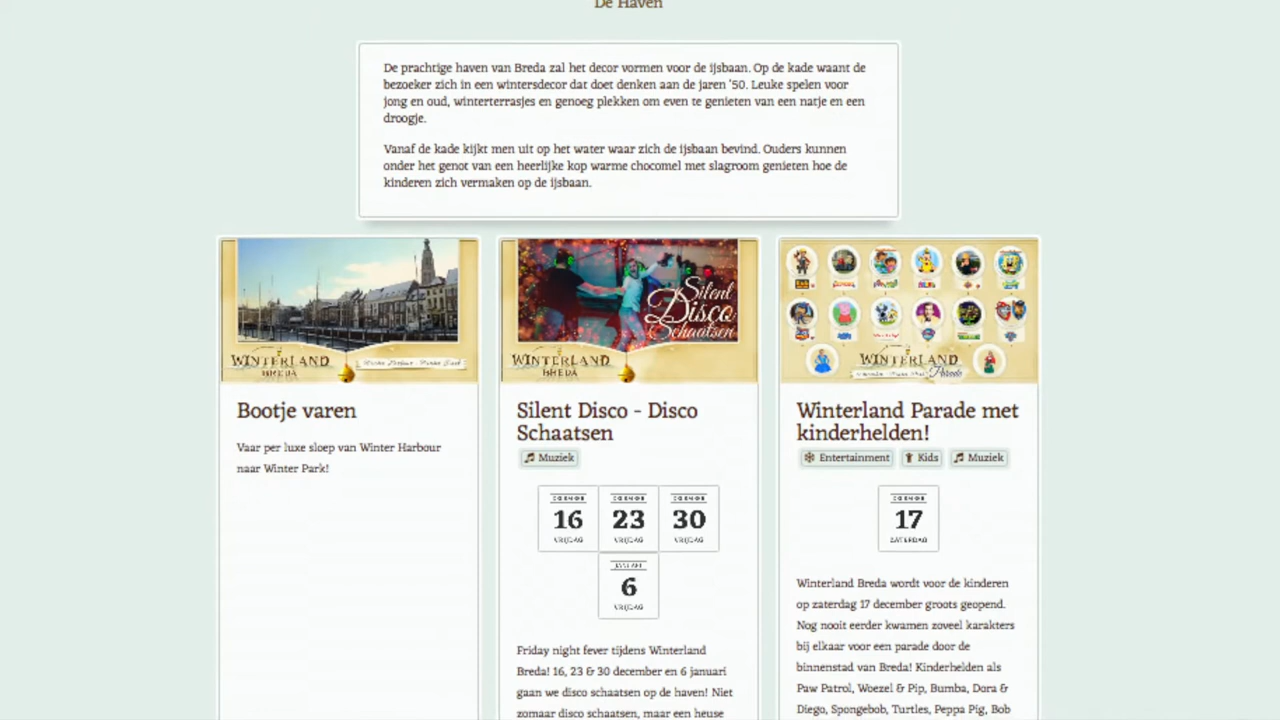 De Haven
De prachtige haven van Breda zal het decor vormen voor de ijsbaan. Op de kade waant de
bezoeker zich in een wintersdecor dat doet denken aan de jaren '50. Leuke spelen voor
jong en oud, winterterrasjes en genoeg plekken om even te genieten van een natje en een
droogje.
Vanaf de kade kijkt men uit op het water waar zich de ijsbaan bevind. Ouders kunnen
onder het genot van een heerlijke kop warme chocomel met slagroom genieten hoe de
kinderen zich vermaken op de ijsbaan.
WINTERLAND
BREDA
Bootje varen
Vaar per luxe sloep van Winter Harbour
naar Winter Park!
Silent
Disco
Schaatsen
WINTERLAND
BREDA
Silent Disco - Disco
Schaatsen
Muziek
16 23 30
VRIJDAG VRIJDAG VRIJDAG
JANUARI
6
VRIJDAG
Friday night fever tijdens Winterland
Breda! 16, 23 & 30 december en 6 januari
gaan we disco schaatsen op de haven! Niet
zomaar disco schaatsen, maar een heuse
WINTERLAND
Parade
Winterland Parade met
kinderhelden!
Entertainment Kids Muziek
17
ZATERDAG
Winterland Breda wordt voor de kinderen
op zaterdag 17 december groots geopend.
Nog nooit eerder kwamen zoveel karakters
bij elkaar voor een parade door de
binnenstad van Breda! Kinderhelden als
Paw Patrol, Woezel & Pip, Bumba, Dora &
Diego, Spongebob, Turtles, Peppa Pig, Bob